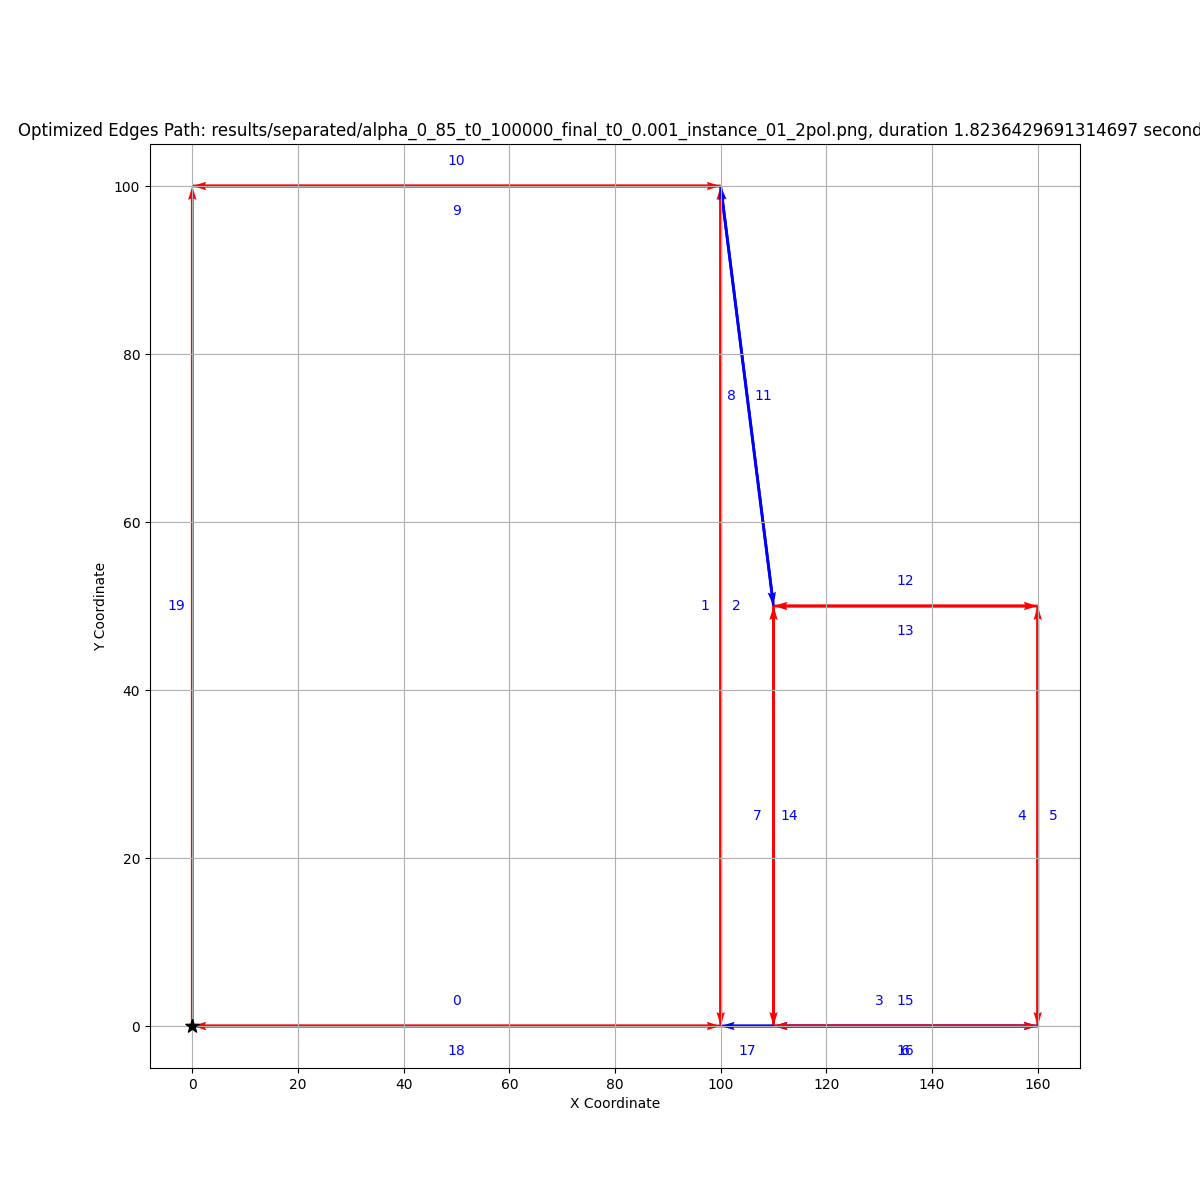 Optimized Edges Path: results/separated/alpha_0_85_t0_100000_final_t0_0.001_instance_01_2pol.png, duration 1.8236429691314697 second
10
100
9
80
8 11
60
12
19 1 2
13
Y Coordinate
40
7 14 4 5
20
0 3 15
0
18 17 16 6
0 20 40 60 80 100 120 140 160
X Coordinate